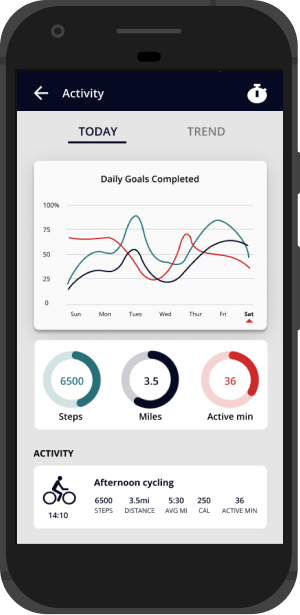 Activity
TODAY TREND
Daily Goals Completed
100%
75
50
25
0
Sun Mon Tues Wed Thur Fri Sat
6500 3.5 36
Steps Miles Active min
ACTIVITY
Afternoon cycling
6500 3.5mi 5:30 250 36
STEPS DISTANCE AVG MI CAL ACTIVE MIN
14:10